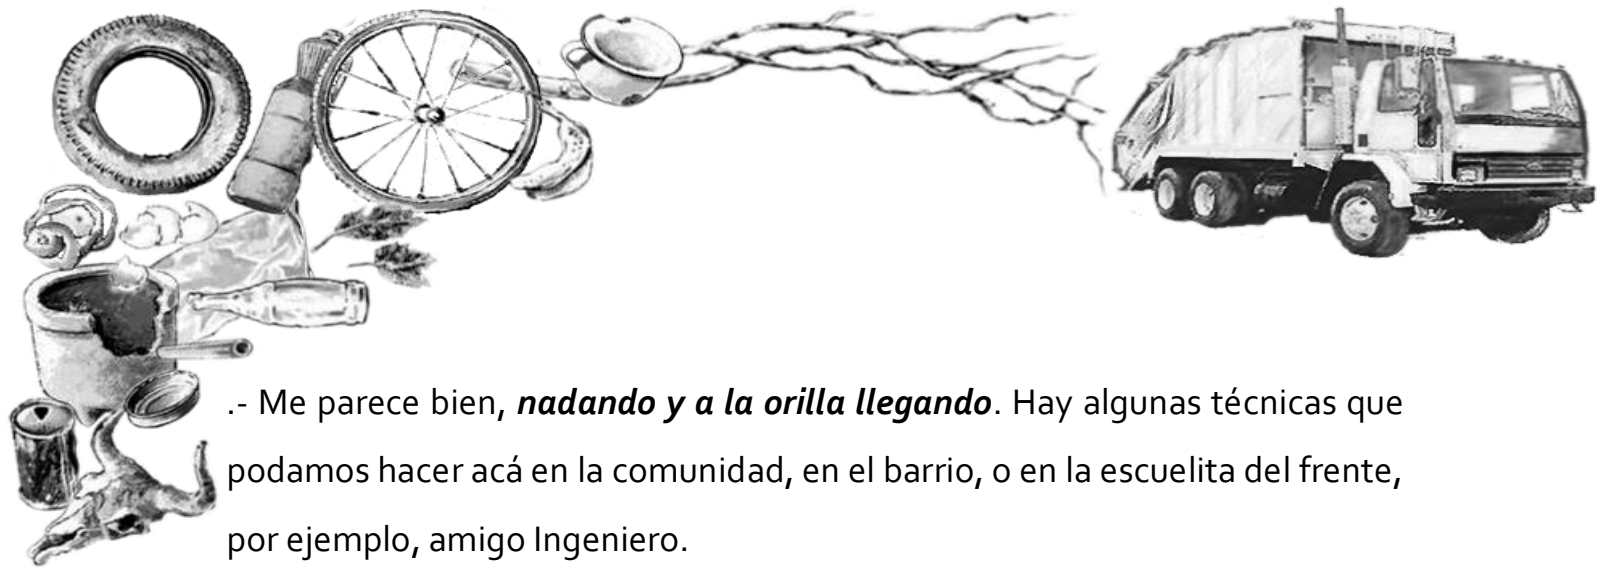 .- Me parece bien, nadando y a la orilla llegando. Hay algunas técnicas que
podamos hacer acá en la comunidad, en el barrio, o en la escuelita del frente,
por ejemplo, amigo Ingeniero.